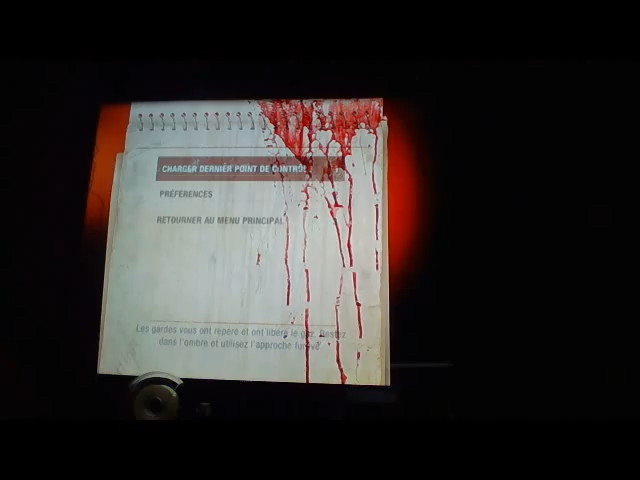 CHARGER DERNIER POINT DE CONTRÔLE
PRÉFÉRENCES
RETOURNER AU MENU PRINCIPAL
Les gardes vous ont repéré et ont libéré le gaz. Restez
dans l'ombre et utilisez l'approche furtive